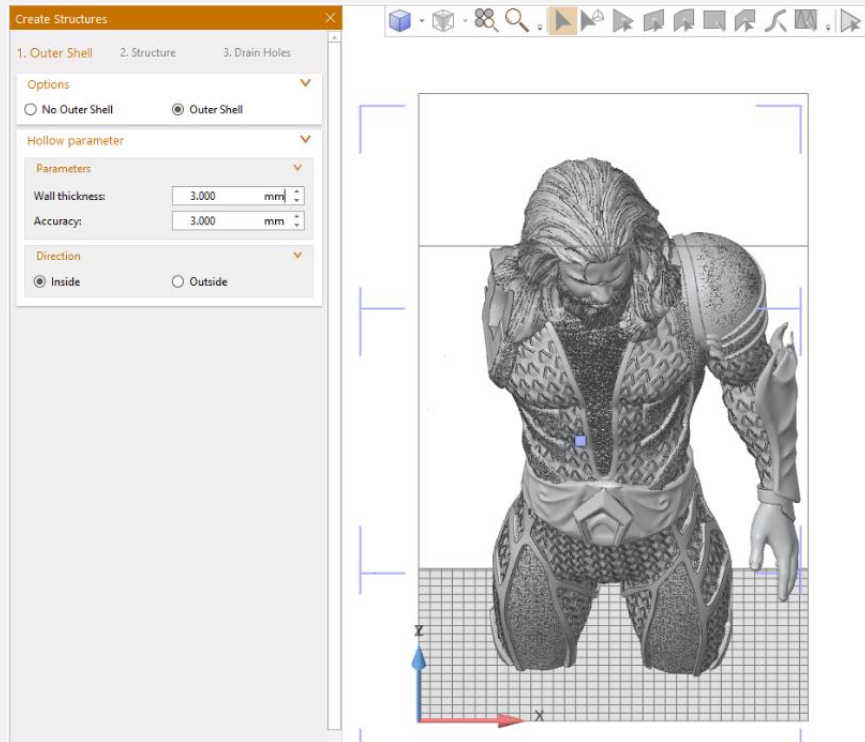 Create Structures
1. Outer Shell 2. Structure 3. Drain Holes
Options
No Outer Shell Outer Shell
Hollow parameter
Parameters
Wall thickness: 3.000 mm
Accuracy: 3.000 mm
Direction
Inside Outside
Z
X